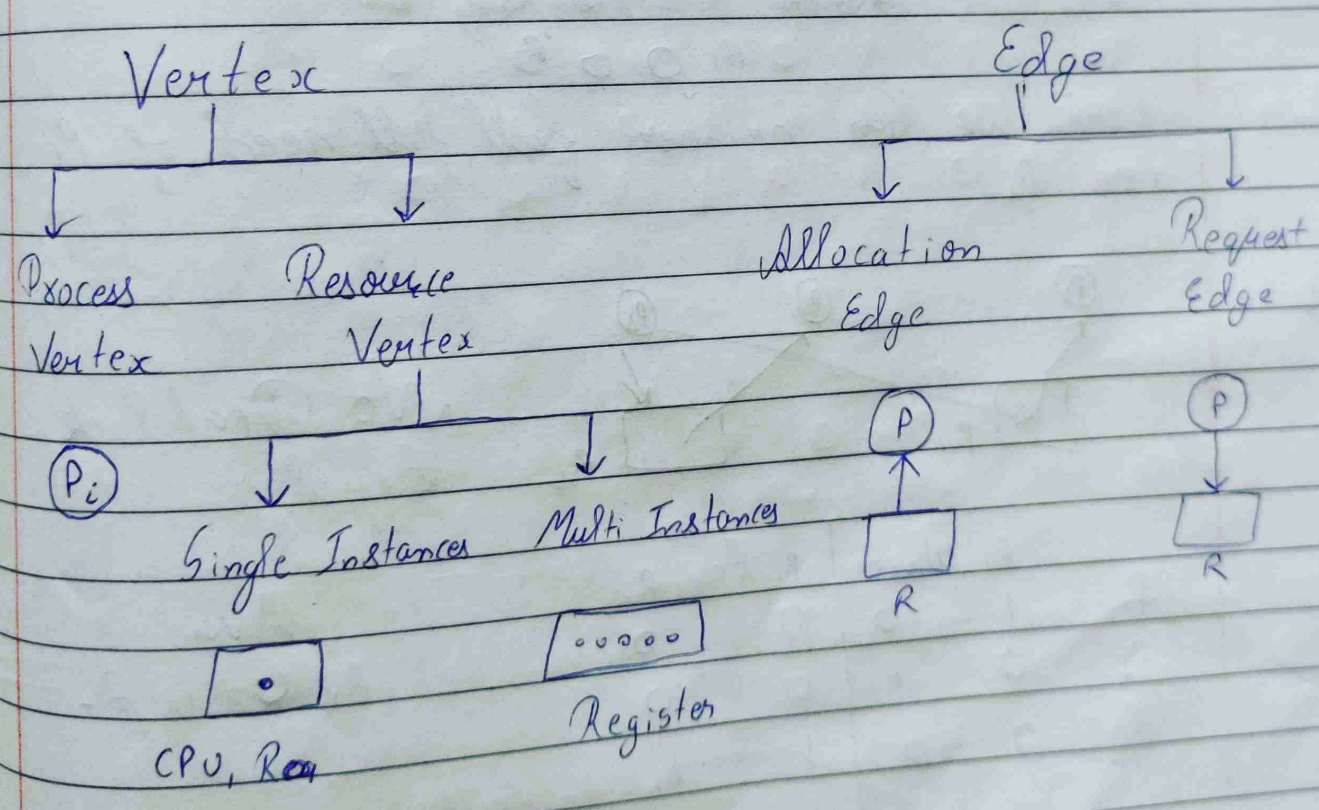 Vertex
Edge
Process
Vertex
Resource
Vertex
Allocation
Edge
Request
Edge
Pi
P
P
Single Instances
Multi Instances
R
R
CPU,
Register